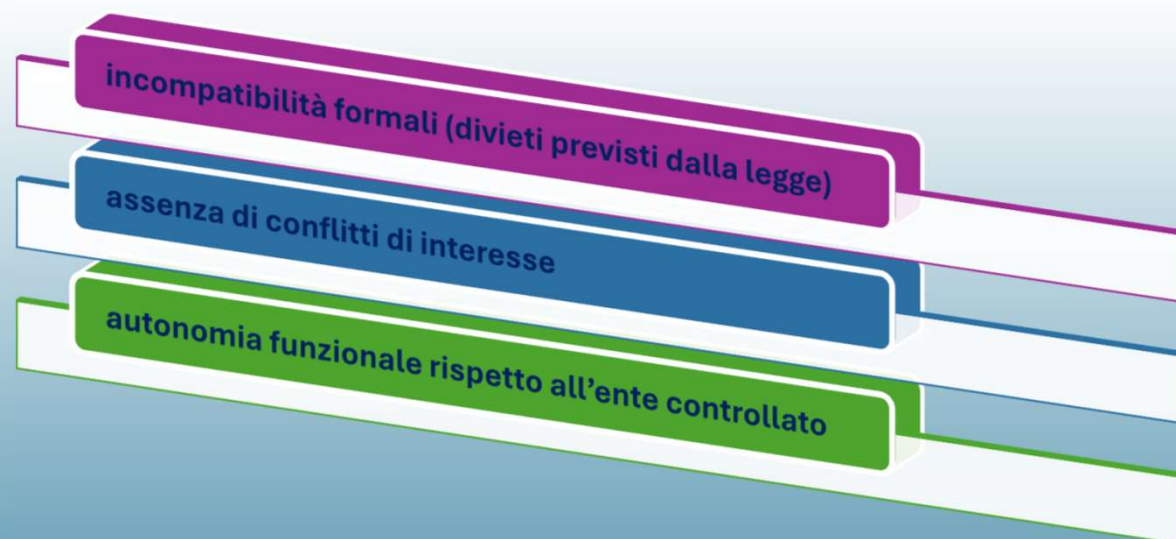 incompatibilità formali (divieti previsti dalla legge)
assenza di conflitti di interesse
autonomia funzionale rispetto all’ente controllato